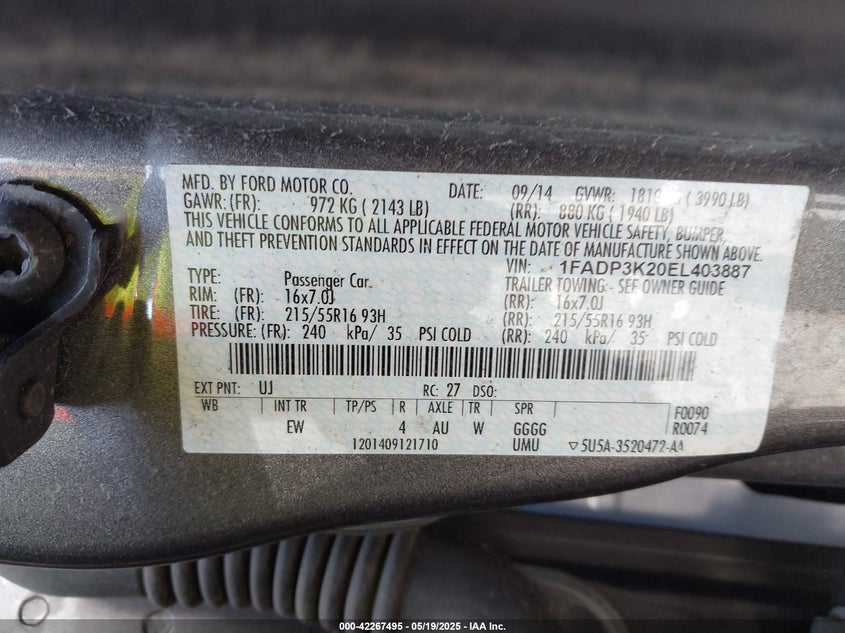 MFD. BY FORD MOTOR CO. DATE: 09/14 GVWR: ( 3990 LB)
GAWR:(FR): 972 KG ( 2143 LB) (RR): 880 KG ( 1940 LB)
THIS VEHICLE CONFORMS TO ALL APPLICABLE FEDERAL MOTOR VEHICLE SAFETY, BUMPER,
AND THEFT PREVENTION STANDARDS IN EFFECT ON THE DATE OF MANUFACTURE SHOWN ABOVE.
VIN: 1FADP3K20EL403887
TYPE: Passenger Car TRAILER TOWING - SEE OWNER GUIDE
RIM: (FR): 16x7.0J (RR): 16x7.0J
TIRE: (FR): 215/55R16 93H (RR): 215/55R16 93H
PRESSURE: (FR): 240 kPa/ 35 PSI COLD (RR): 240 kPa/ 35 PSI COLD
EXT PNT: UJ RC: 27 DSO:
WB INT TR TP/PS R AXLE TR SPR F0090
EW 4 AU W GGGG R0074
1201409121710 UMU ▽5U5A-3520472-AA
000-42267495 - 05/19/2025 - IAA Inc.